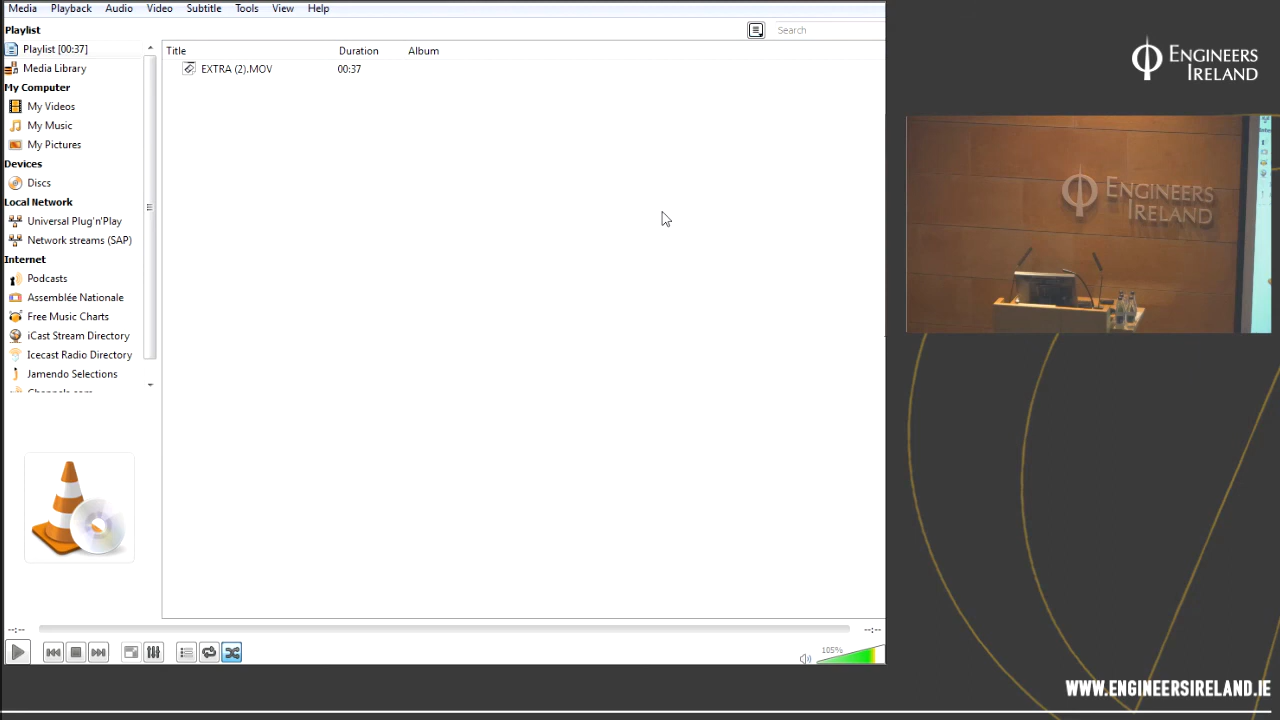 Media Playback Audio Video Subtitle Tools View Help
Playlist
Search
Playlist [00:37]
Media Library
My Computer
My Videos
My Music
My Pictures
Devices
Discs
Local Network
Universal Plug'n'Play
Network streams (SAP)
Internet
Podcasts
Assemblée Nationale
Free Music Charts
iCast Stream Directory
Icecast Radio Directory
Jamendo Selections
Channels.com
Title Duration Album
EXTRA (2).MOV 00:37
--:-- --:--
105%
ENGINEERS
IRELAND
ENGINEERS
IRELAND
WWW.ENGINEERSIRELAND.IE